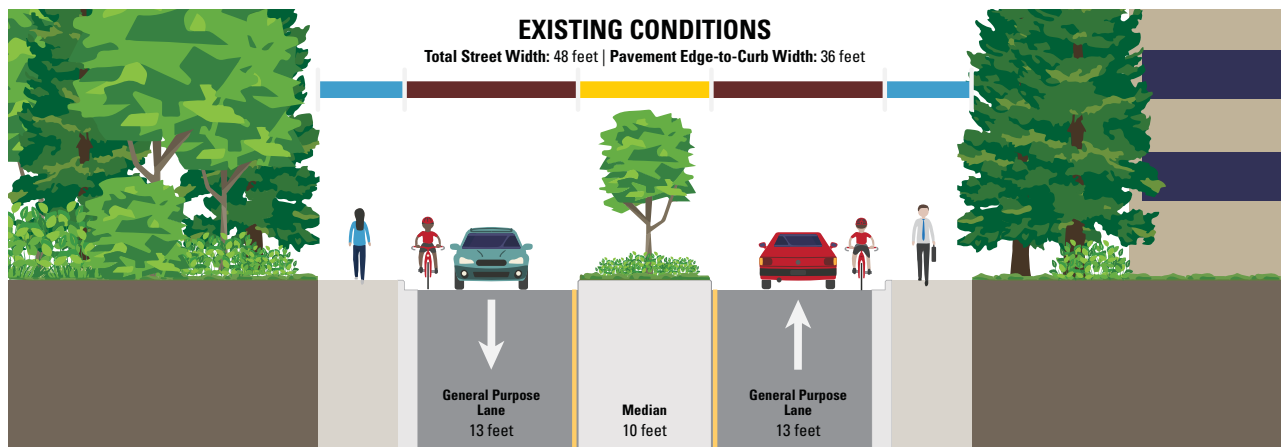 EXISTING CONDITIONS
Total Street Width: 48 feet | Pavement Edge-to-Curb Width: 36 feet
General Purpose
Lane
13 feet
Median
10 feet
General Purpose
Lane
13 feet